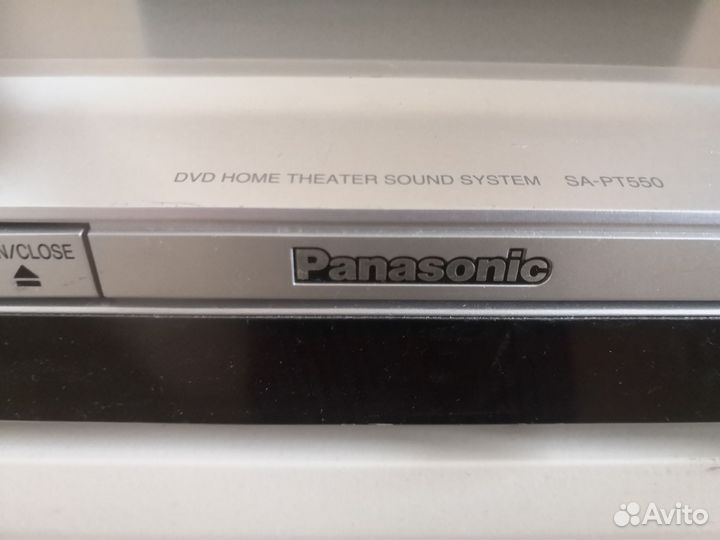 DVD HOME THEATER SOUND SYSTEM SA-PT550
N/CLOSE
Panasonic
Avito